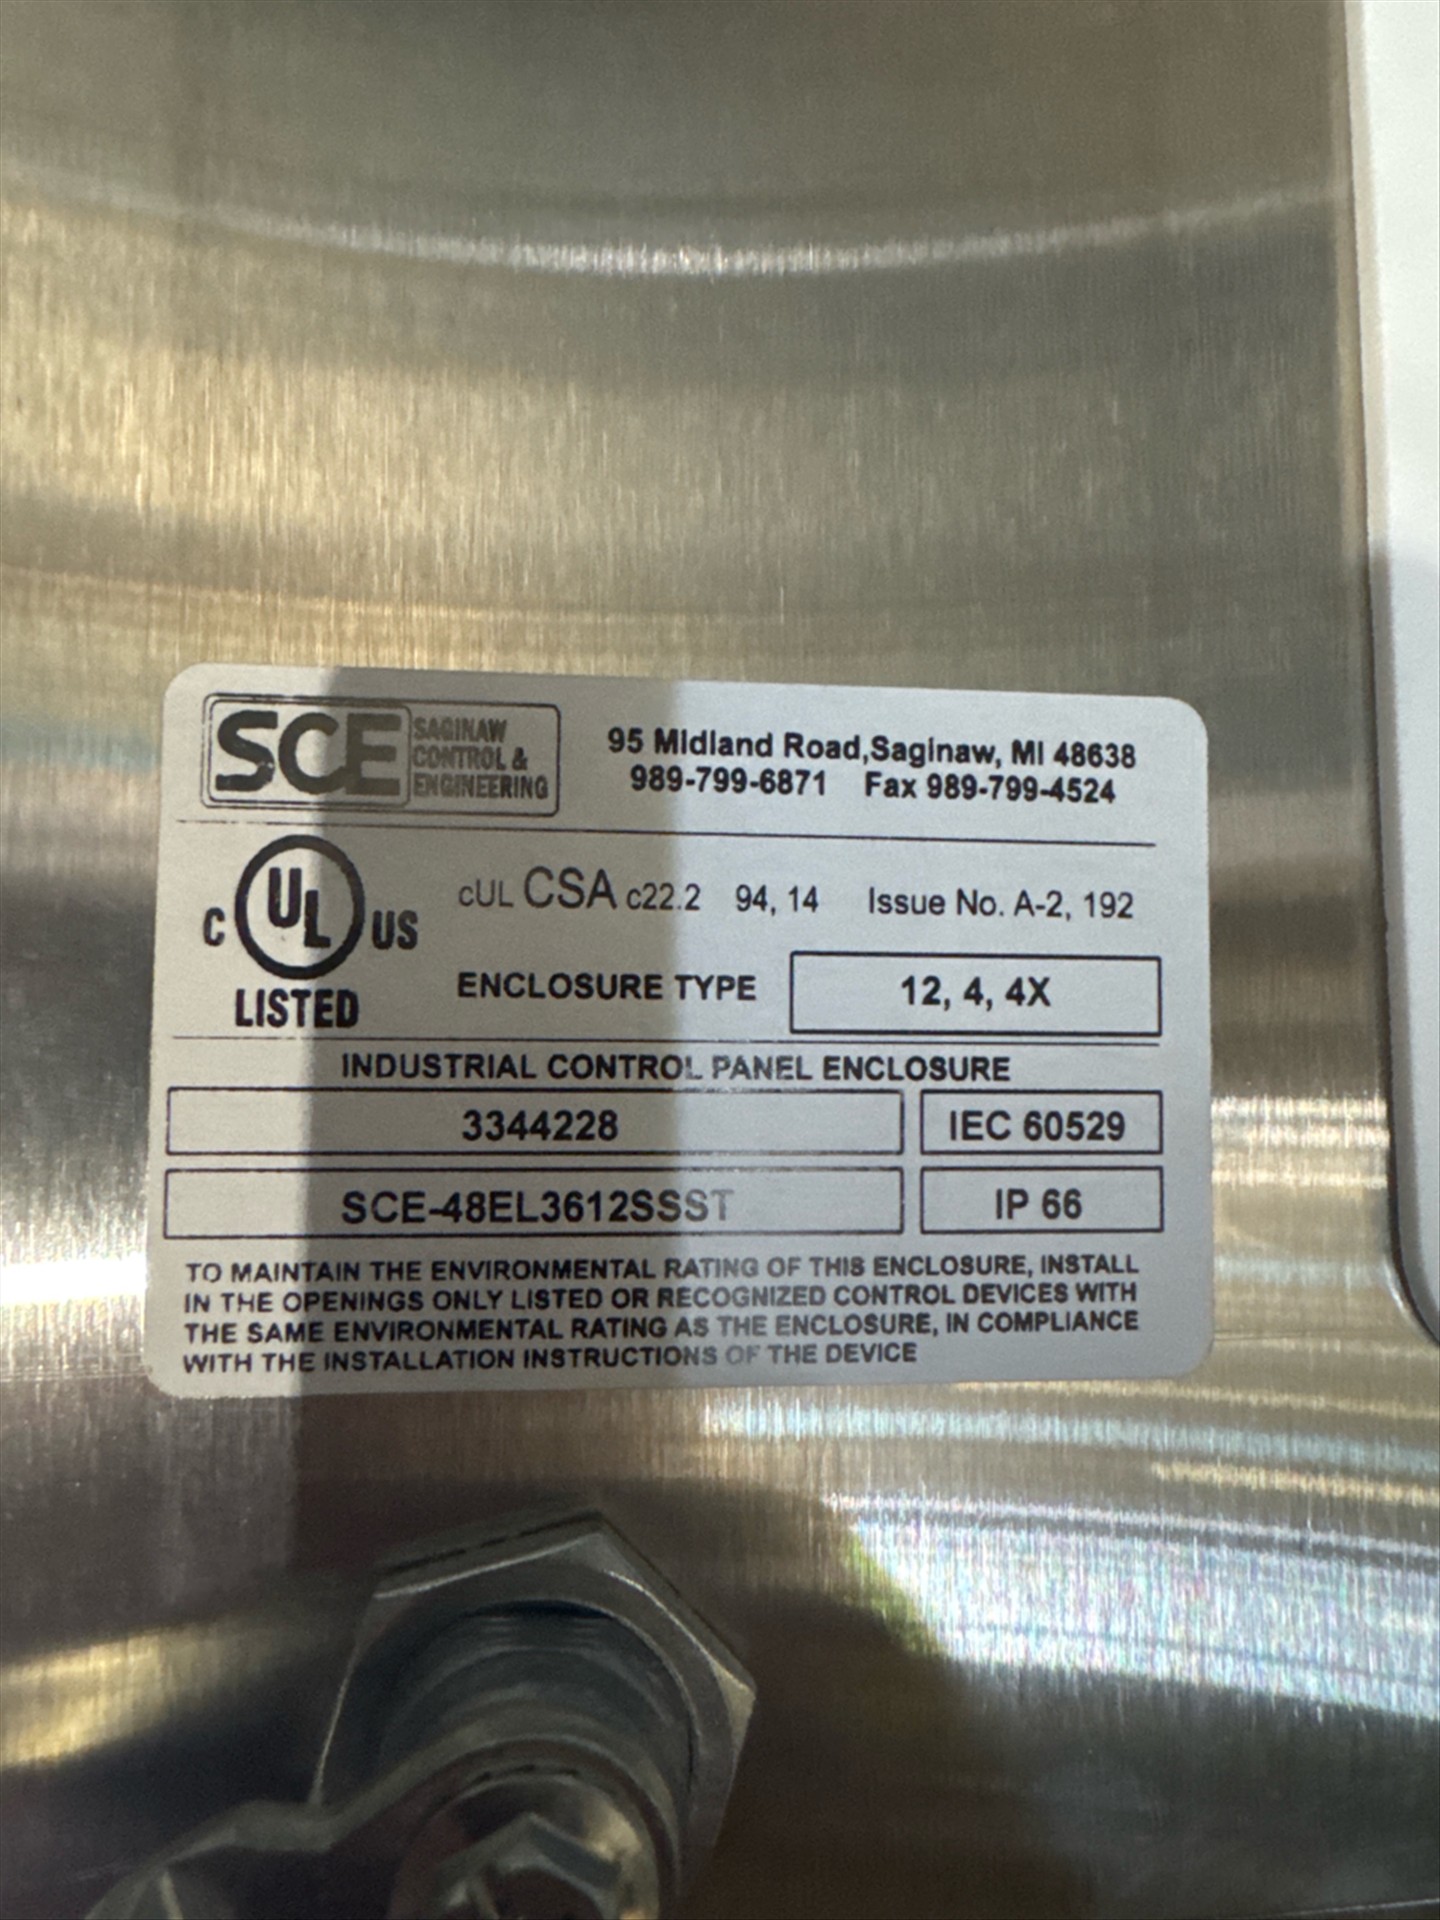 SCE SAGINAW
CONTROL &
ENGINEERING
95 Midland Road,Saginaw, MI 48638
989-799-6871 Fax 989-799-4524
C UL US
LISTED
cUL CSA c22.2 94, 14 Issue No. A-2, 192
ENCLOSURE TYPE 12, 4, 4X
INDUSTRIAL CONTROL PANEL ENCLOSURE
3344228 IEC 60529
SCE-48EL3612SSST IP 66
TO MAINTAIN THE ENVIRONMENTAL RATING OF THIS ENCLOSURE, INSTALL
IN THE OPENINGS ONLY LISTED OR RECOGNIZED CONTROL DEVICES WITH
THE SAME ENVIRONMENTAL RATING AS THE ENCLOSURE, IN COMPLIANCE
WITH THE INSTALLATION INSTRUCTIONS OF THE DEVICE